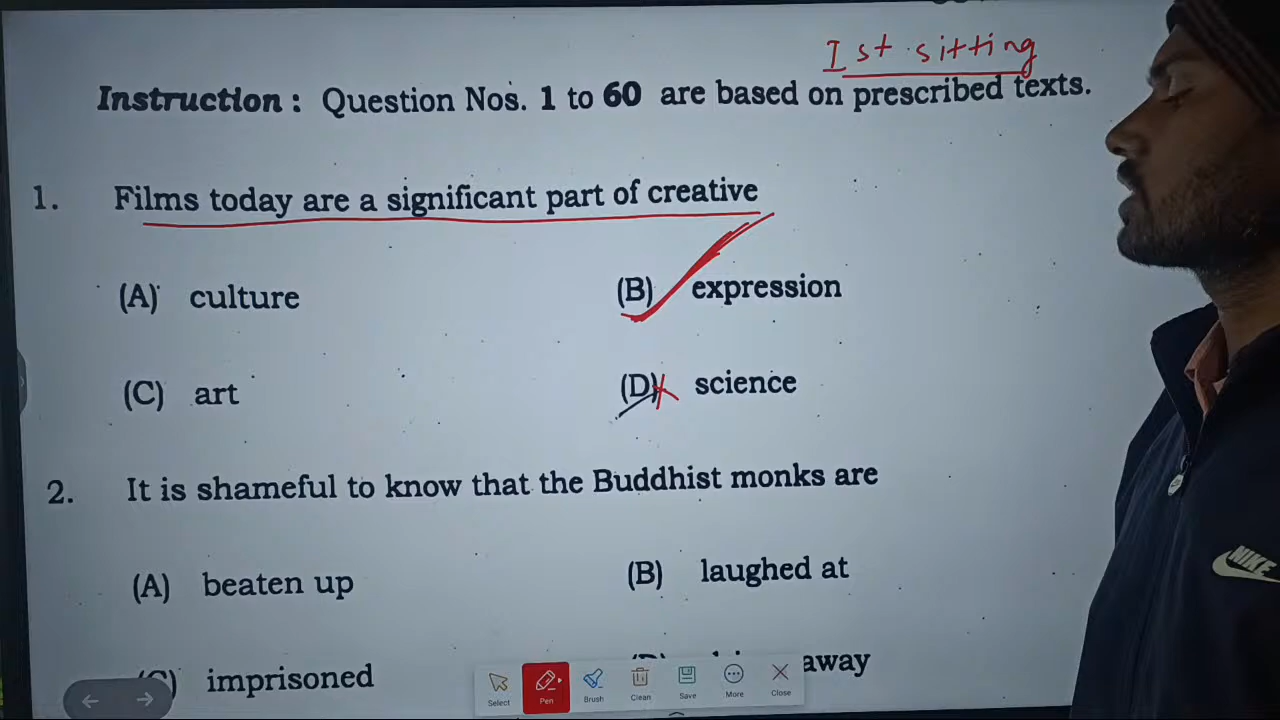 Ist sitting
Instruction : Question Nos. 1 to 60 are based on prescribed texts.
1. Films today are a significant part of creative
(A) culture (B) expression
(C) art (D) science
2. It is shameful to know that the Buddhist monks are
(A) beaten up (B) laughed at
imprisoned away
Select Pen Brush Clean Save More Close
NIKE